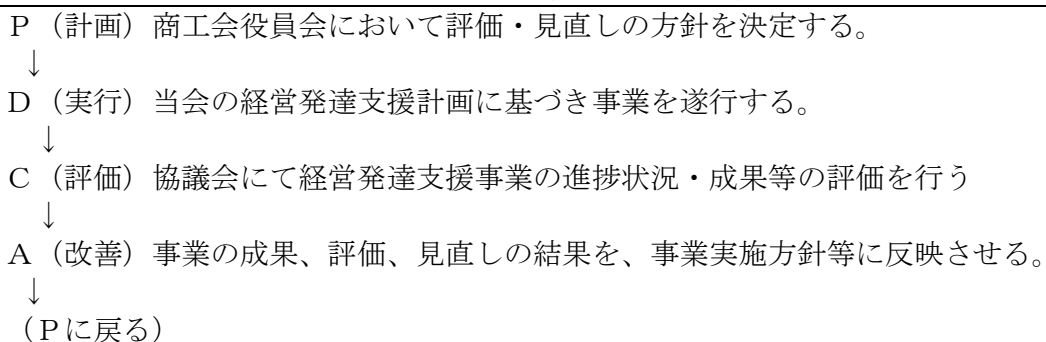 P（計画）商工会役員会において評価・見直しの方針を決定する。
↓
D（実行）当会の経営発達支援計画に基づき事業を遂行する。
↓
C（評価）協議会にて経営発達支援事業の進捗状況・成果等の評価を行う
↓
A（改善）事業の成果、評価、見直しの結果を、事業実施方針等に反映させる。
↓
（Pに戻る）